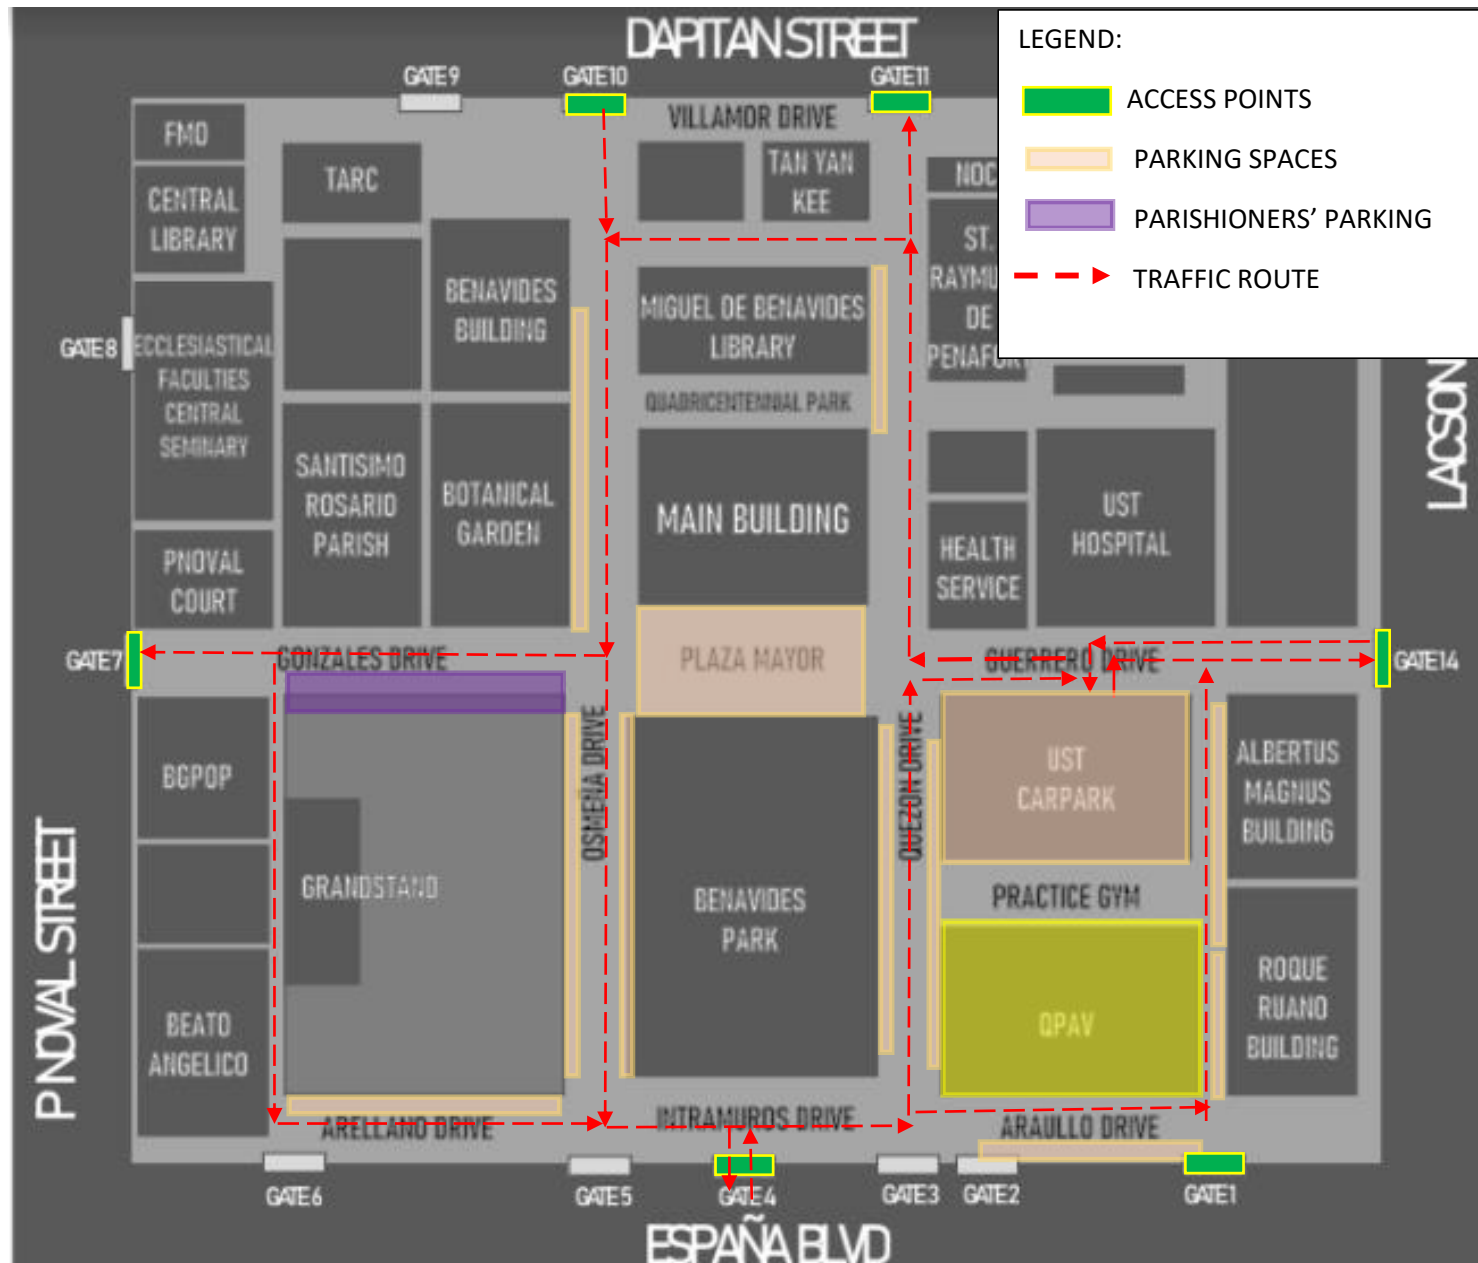 DAPITAN STREET
LEGEND:
ACCESS POINTS
PARKING SPACES
PARISHIONERS’ PARKING
TRAFFIC ROUTE
GATE 9
GATE 10
GATE 11
VILLAMOR DRIVE
FMO
CENTRAL
LIBRARY
TARC
TAN YAN
KEE
ST.
DE
BENAVIDES
BUILDING
MIGUEL DE BENAVIDES
LIBRARY
GATE 8
ECCLESIASTICAL
FACULTIES
CENTRAL
SEMINARY
QUADRICENTENNIAL PARK
LACSON
SANTISIMO
ROSARIO
PARISH
BOTANICAL
GARDEN
MAIN BUILDING
UST
HOSPITAL
HEALTH
SERVICE
PNOVAL
COURT
GATE 7
GONZALES DRIVE
PLAZA MAYOR
GUERRERO DRIVE
GATE 14
BGPOP
OSMEÑA DRIVE
QUEZON DRIVE
UST
CARPARK
ALBERTUS
MAGNUS
BUILDING
P NOVAL STREET
GRANDSTAND
BENAVIDES
PARK
PRACTICE GYM
QPAV
ROQUE
RUANO
BUILDING
BEATO
ANGELICO
ARELLANO DRIVE
INTRAMUROS DRIVE
ARAULLO DRIVE
GATE 6
GATE 5
GATE 4
GATE 3
GATE 2
GATE 1
ESPAÑA BLVD